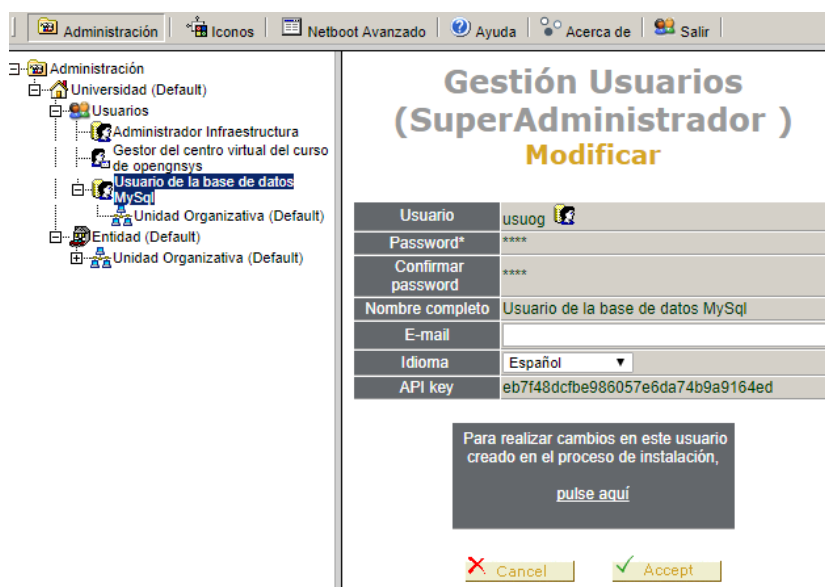 Administración
Iconos
Netboot Avanzado
Ayuda
Acerca de
Salir
Administración
Universidad (Default)
Usuarios
Administrador Infraestructura
Gestor del centro virtual del curso
de opengnsys
Usuario de la base de datos
MySql
Unidad Organizativa (Default)
Entidad (Default)
Unidad Organizativa (Default)
Gestión Usuarios
(SuperAdministrador )
Modificar
Usuario usuog
Password* ****
Confirmar
password ****
Nombre completo Usuario de la base de datos MySql
E-mail
Idioma Español
API key eb7f48dcfbe986057e6da74b9a9164ed
Para realizar cambios en este usuario
creado en el proceso de instalación,
pulse aquí
Cancel
Accept